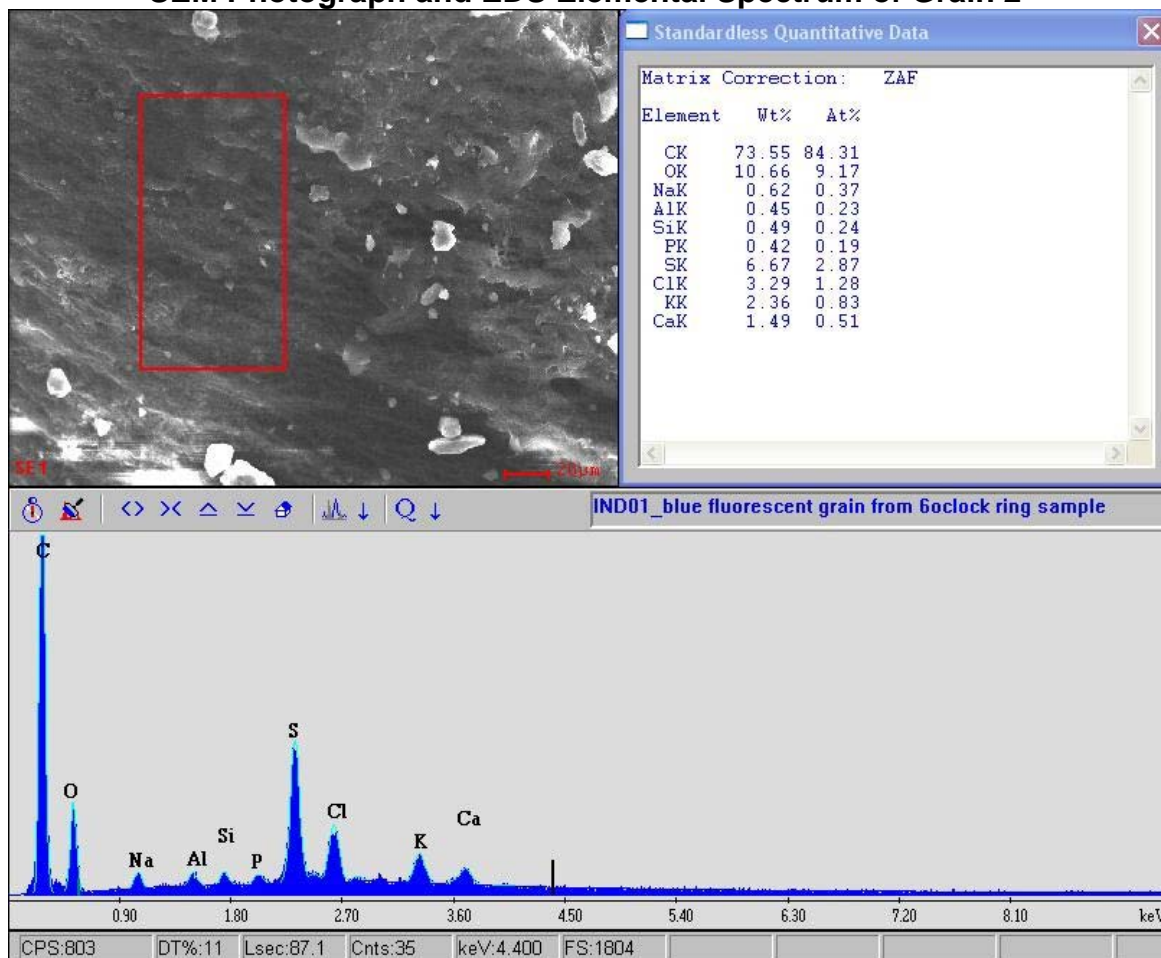 SEM Photograph and EDS Elemental Spectrum of Grain 2
Standardless Quantitative Data
Matrix Correction: ZAF
Element Wt% At%
CK 73.55 84.31
OK 10.66 9.17
NaK 0.62 0.37
AlK 0.45 0.23
SiK 0.49 0.24
PK 0.42 0.19
SK 6.67 2.87
ClK 3.29 1.28
KK 2.36 0.83
CaK 1.49 0.51
SE1
20µm
Q
IND01_blue fluorescent grain from 6oclock ring sample
C
O
Na
Al
Si
P
S
Cl
K
Ca
0.90 1.80 2.70 3.60 4.50 5.40 6.30 7.20 8.10 keV
CPS:803 DT%:11 Lsec:87.1 Cnts:35 keV:4.400 FS:1804